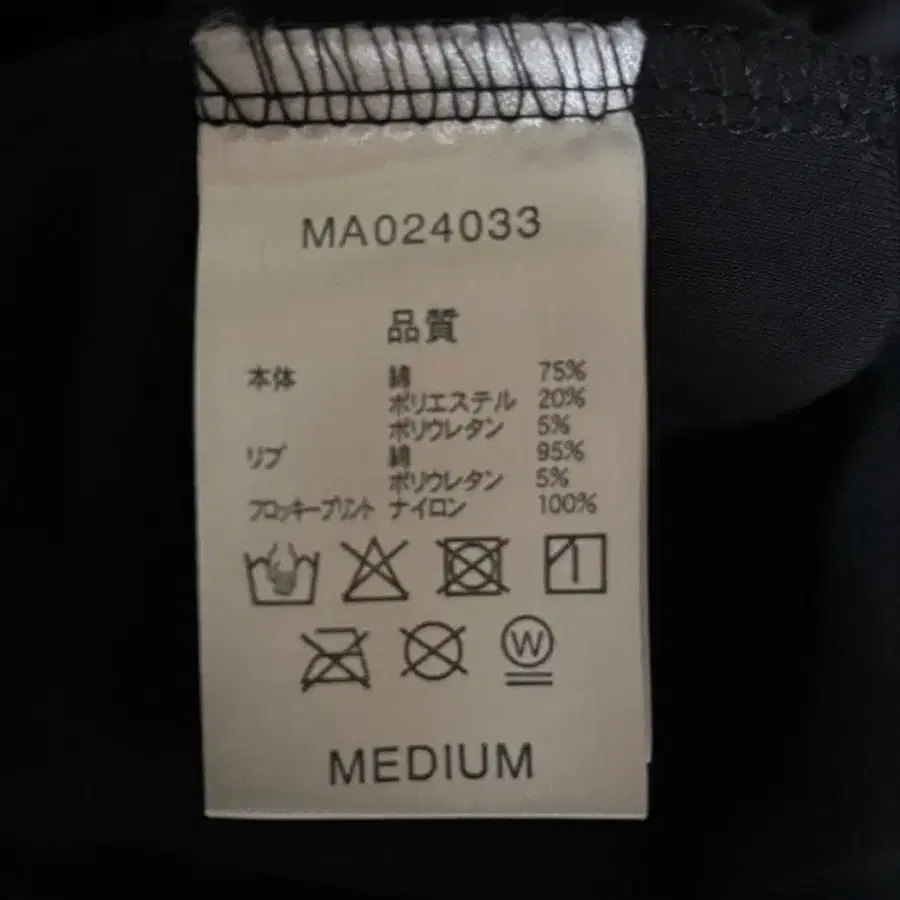 MA024033
品質
本体 綿 75%
ポリエステル 20%
ポリウレタン 5%
リブ 綿 95%
ポリウレタン 5%
フロッキープリント ナイロン 100%
W
MEDIUM